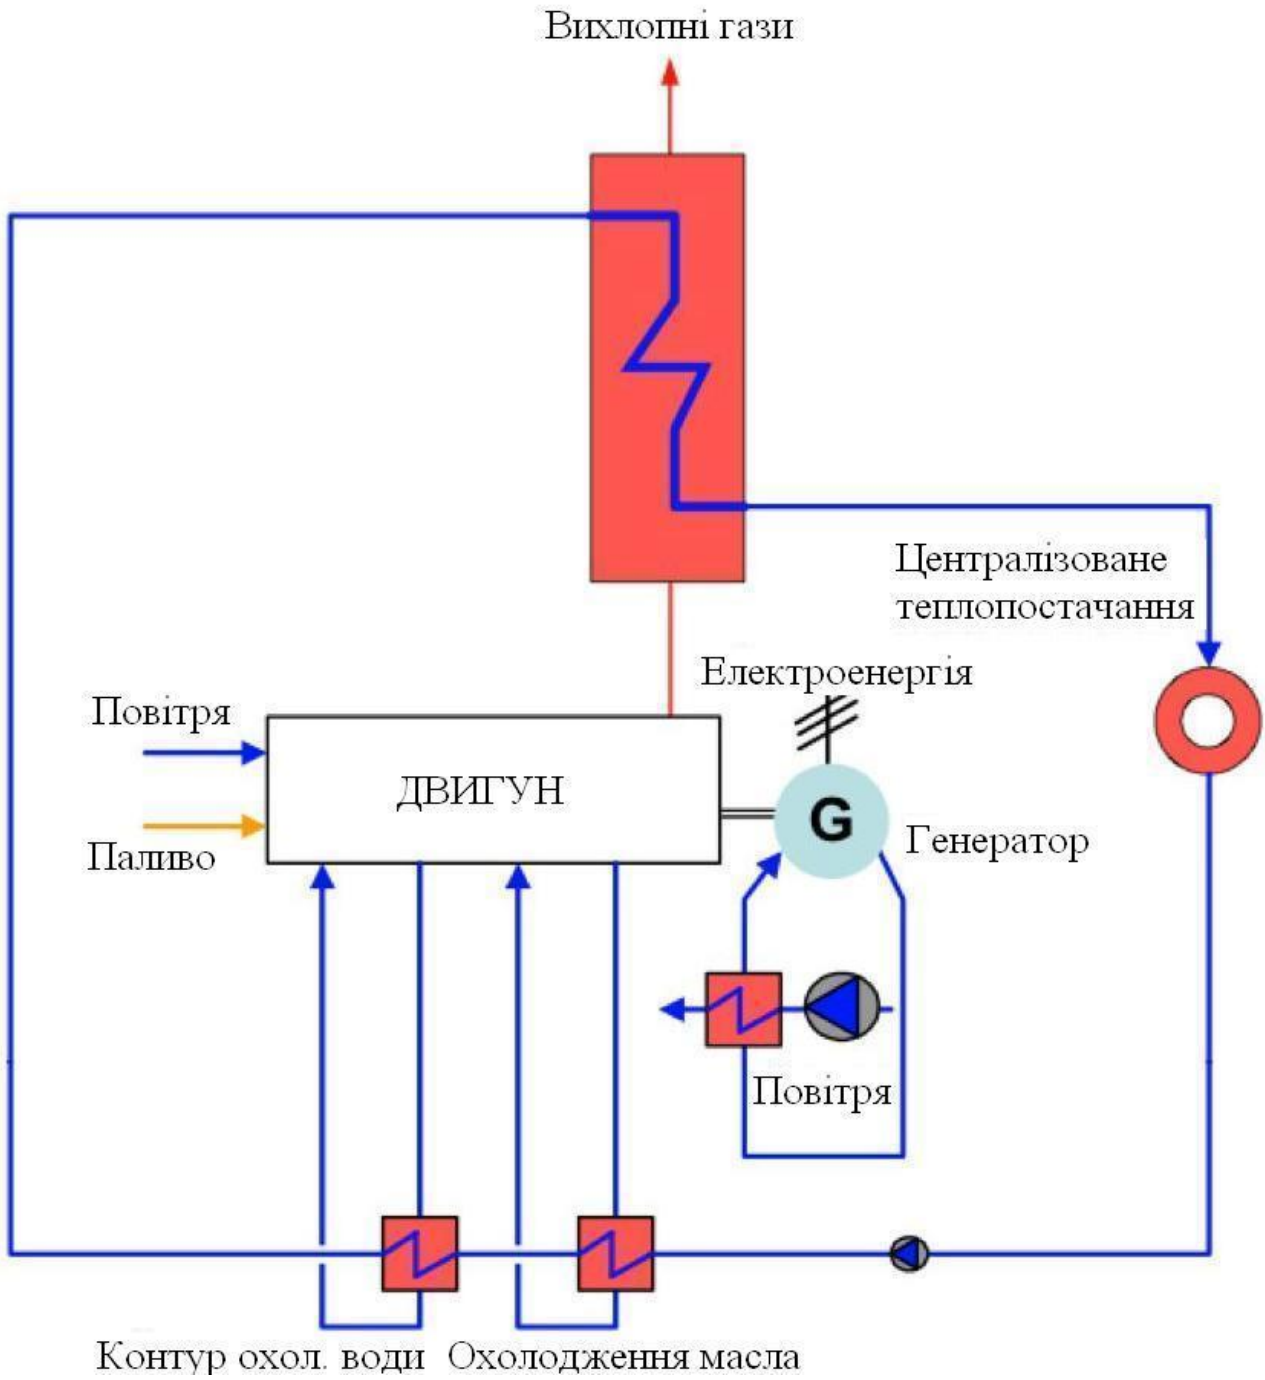 Вихлопні гази
Централізоване
теплопостачання
Електроенергія
Повітря
ДВИГУН
G
Генератор
Паливо
Повітря
Контур охол. води
Охолодження масла